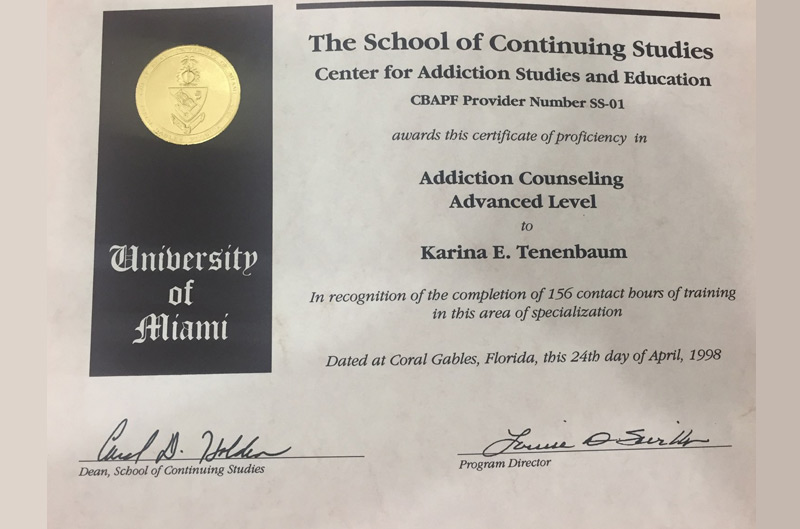 The School of Continuing Studies
Center for Addiction Studies and Education
CBAPF Provider Number SS-01
awards this certificate of proficiency in
Addiction Counseling
Advanced Level
to
Karina E. Tenenbaum
In recognition of the completion of 156 contact hours of training
in this area of specialization
Dated at Coral Gables, Florida, this 24th day of April, 1998
University
of
Miami
Carol D. Holden
Dean, School of Continuing Studies
Program Director